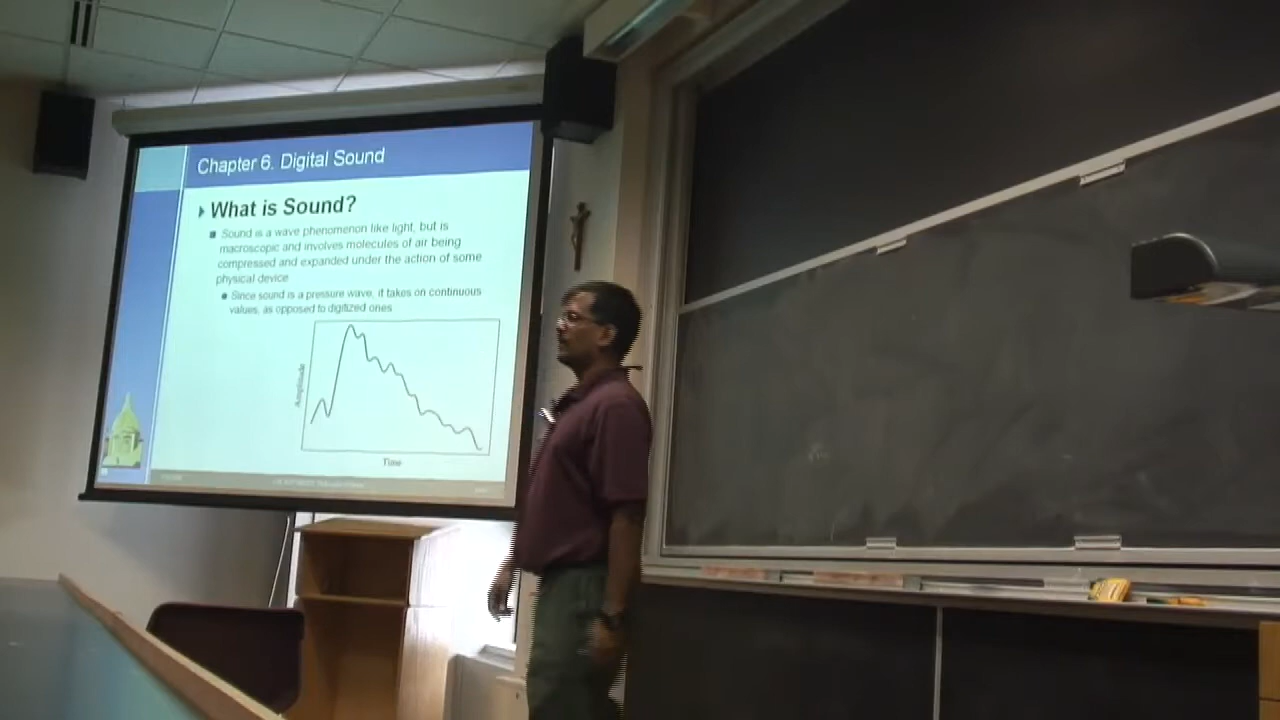 Chapter 6. Digital Sound
What is Sound?
Sound is a wave phenomenon like light, but is
macroscopic and involves molecules of air being
compressed and expanded under the action of some
physical device
Since sound is a pressure wave, it takes on continuous
values, as opposed to digitized ones
Amplitude
Time